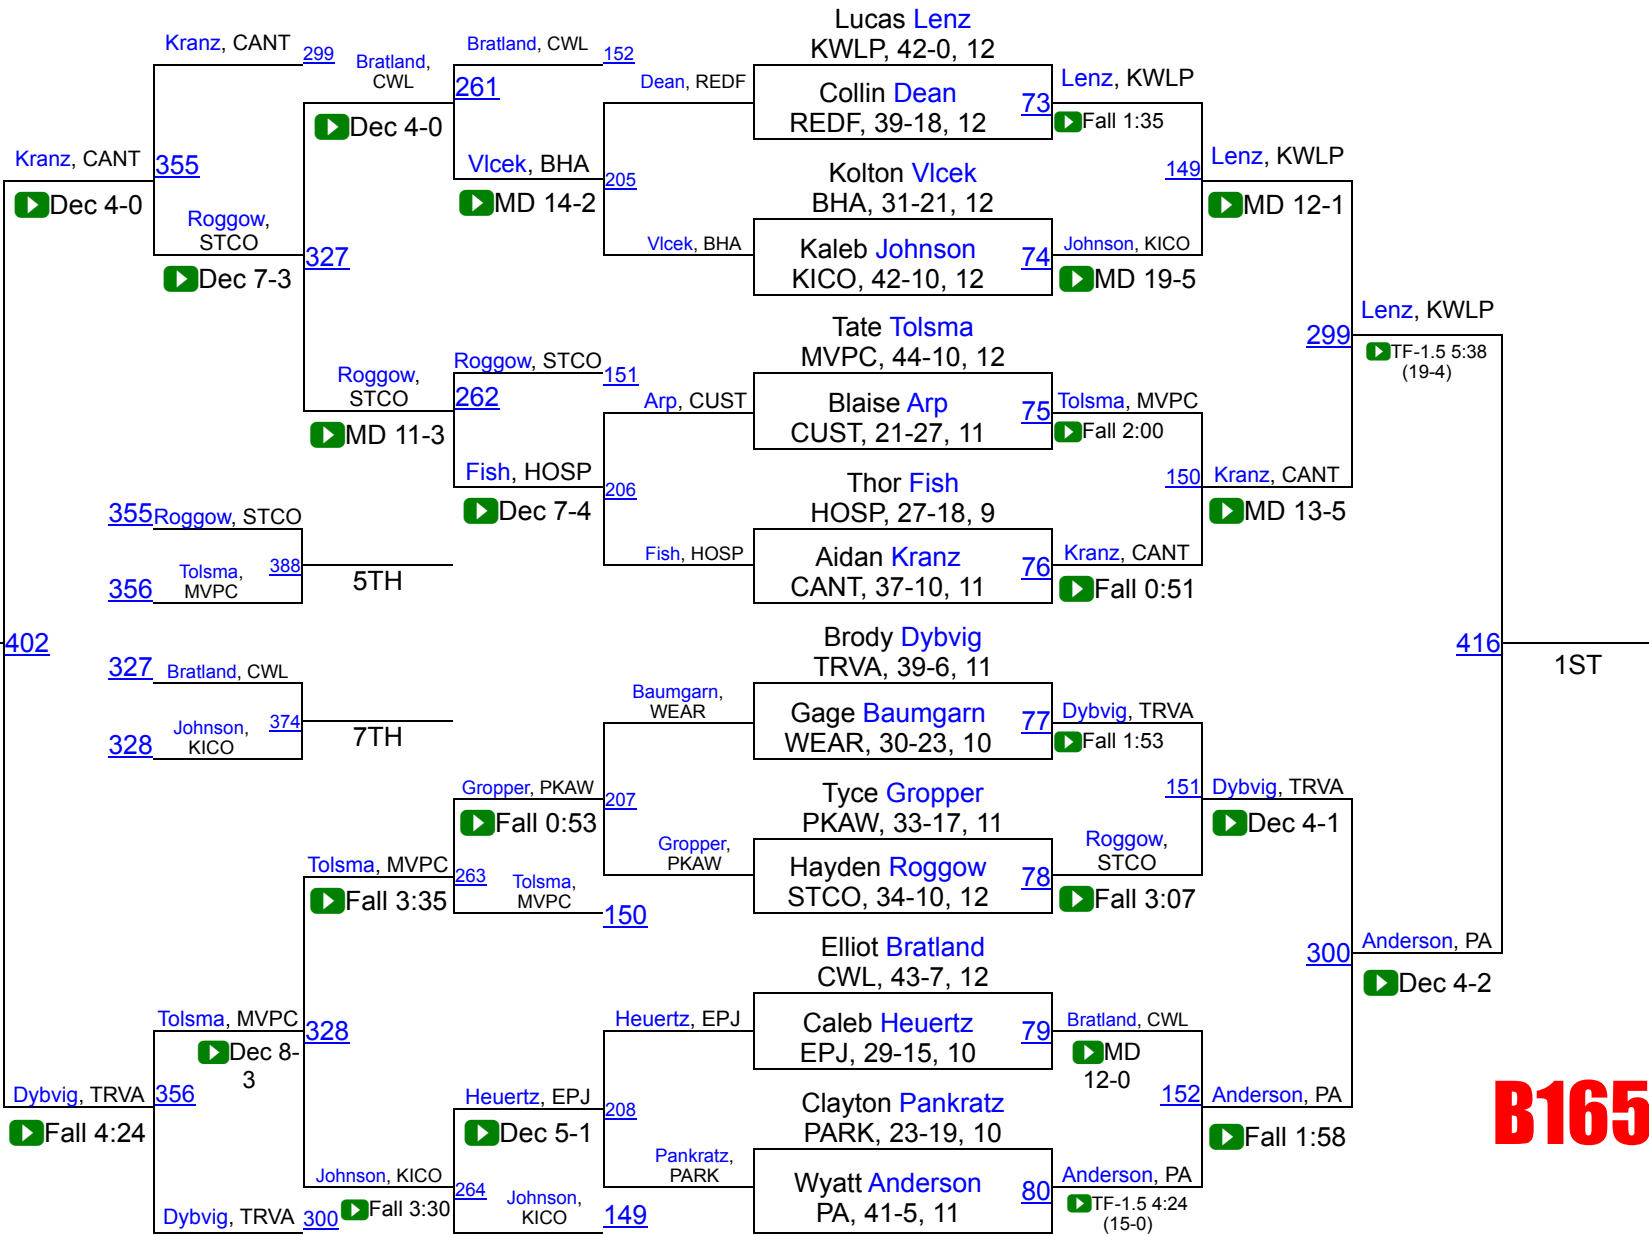 Kranz, CANT
299
Bratland,
CWL
Bratland, CWL
152
261
Dec 4-0
Kranz, CANT
355
Dec 4-0
Roggow,
STCO
327
Dec 7-3
Vlcek, BHA
205
MD 14-2
Dean, REDF
Vlcek, BHA
Roggow,
STCO
MD 11-3
Roggow, STCO
151
262
Fish, HOSP
206
Dec 7-4
Arp, CUST
Fish, HOSP
355
Roggow, STCO
388
356
Tolsma,
MVPC
5TH
402
327
Bratland, CWL
374
328
Johnson,
KICO
7TH
Baumgarn,
WEAR
Gropper, PKAW
207
Fall 0:53
Gropper,
PKAW
Tolsma, MVPC
263
Fall 3:35
Tolsma,
MVPC
150
Tolsma, MVPC
328
Dec 8-
3
Dybvig, TRVA
356
Fall 4:24
Heuertz, EPJ
Heuertz, EPJ
208
Dec 5-1
Pankratz,
PARK
Johnson, KICO
264
Fall 3:30
Johnson,
KICO
149
Dybvig, TRVA
300
Lucas Lenz
KWLP, 42-0, 12
Collin Dean
REDF, 39-18, 12
73
Kolton Vlcek
BHA, 31-21, 12
Kaleb Johnson
KICO, 42-10, 12
74
Tate Tolsma
MVPC, 44-10, 12
Blaise Arp
CUST, 21-27, 11
75
Thor Fish
HOSP, 27-18, 9
Aidan Kranz
CANT, 37-10, 11
76
Brody Dybvig
TRVA, 39-6, 11
Gage Baumgarn
WEAR, 30-23, 10
77
Tyce Gropper
PKAW, 33-17, 11
Hayden Roggow
STCO, 34-10, 12
78
Elliot Bratland
CWL, 43-7, 12
Caleb Heuertz
EPJ, 29-15, 10
79
Clayton Pankratz
PARK, 23-19, 10
Wyatt Anderson
PA, 41-5, 11
80
Lenz, KWLP
Fall 1:35
149
Johnson, KICO
MD 19-5
Lenz, KWLP
MD 12-1
Tolsma, MVPC
Fall 2:00
150
Kranz, CANT
MD 13-5
Kranz, CANT
Fall 0:51
299
Lenz, KWLP
TF-1.5 5:38
(19-4)
Dybvig, TRVA
Fall 1:53
151
Dybvig, TRVA
Dec 4-1
Roggow,
STCO
Fall 3:07
300
Anderson, PA
Dec 4-2
Bratland, CWL
MD
12-0
152
Anderson, PA
Fall 1:58
Anderson, PA
TF-1.5 4:24
(15-0)
416
1ST
B165